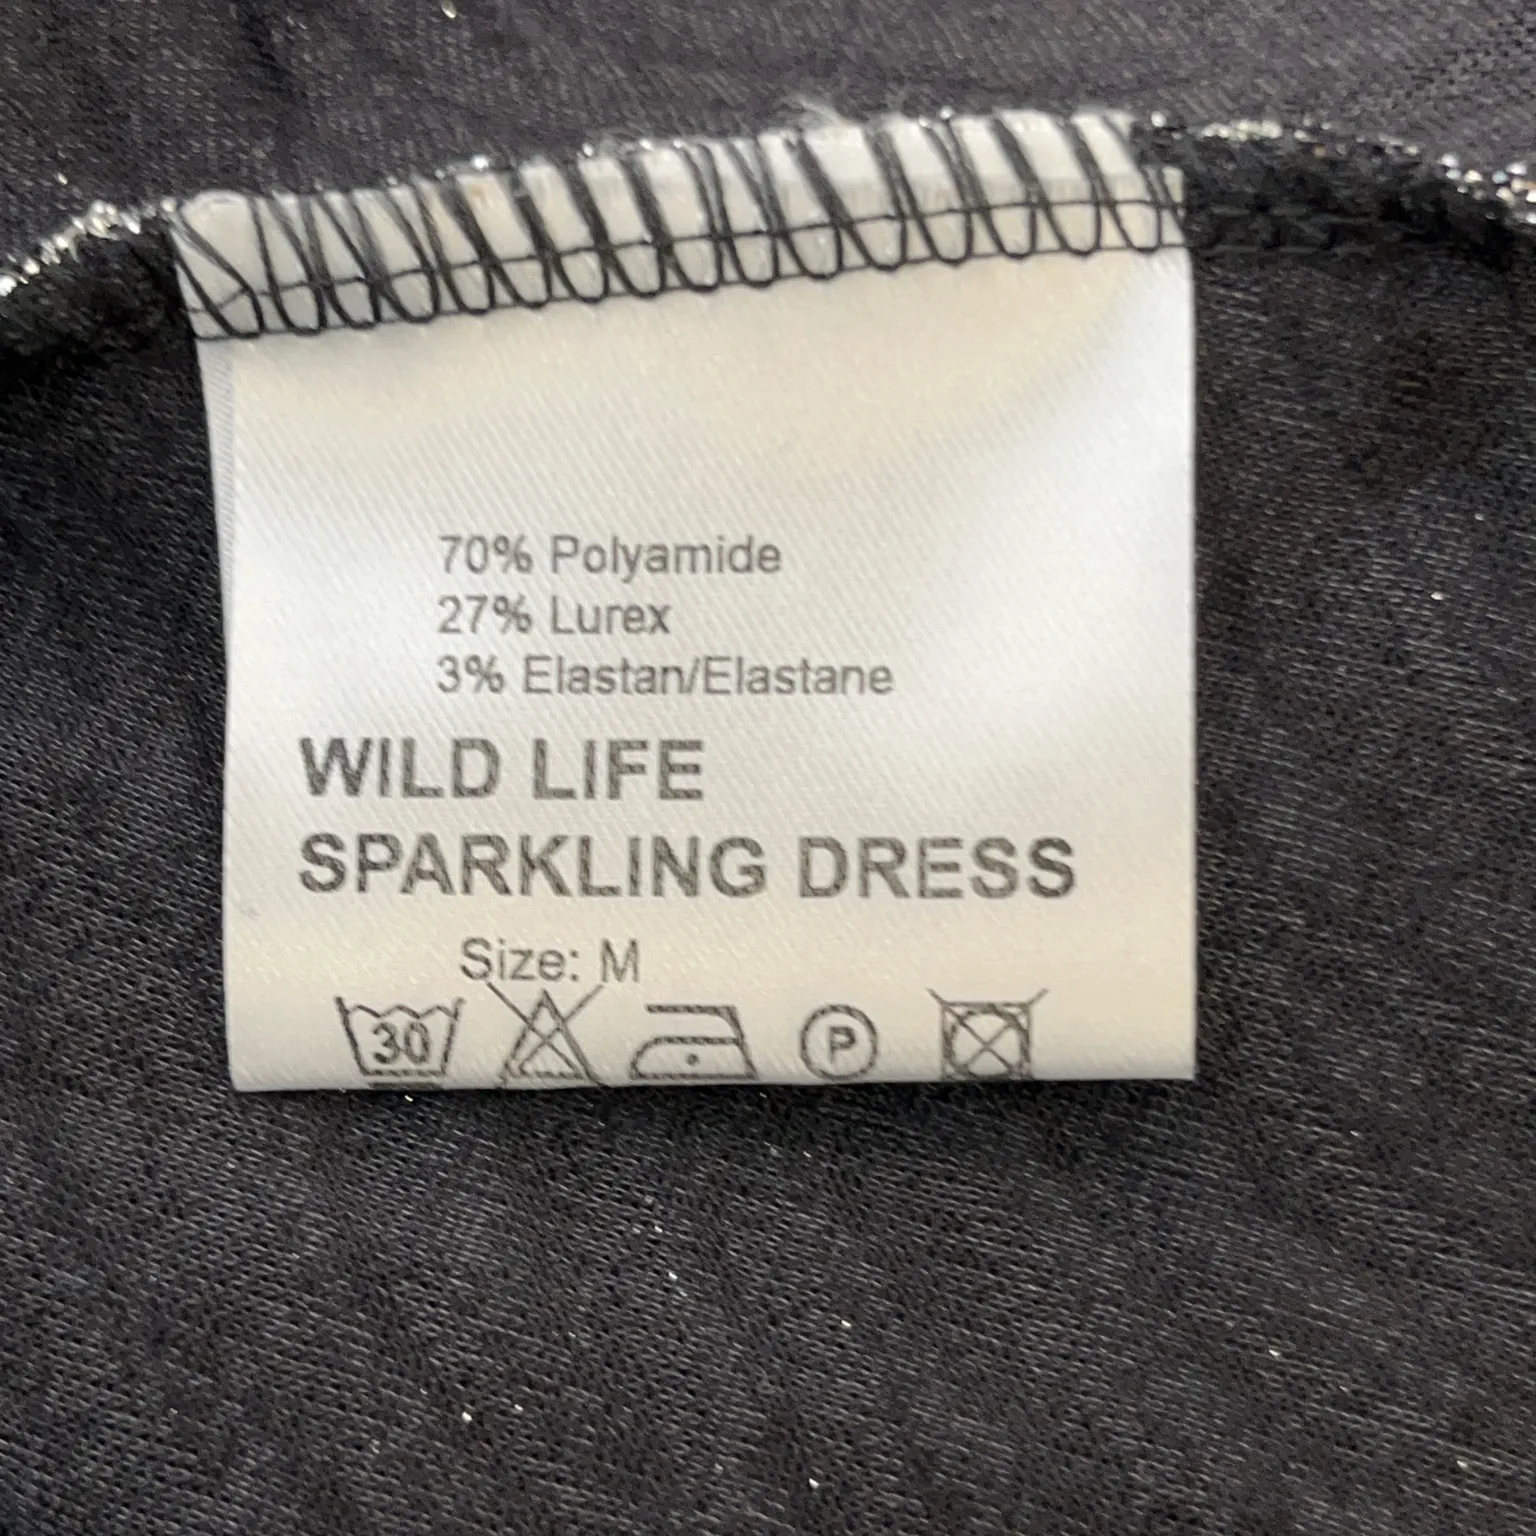 70% Polyamide
27% Lurex
3% Elastan/Elastane
WILD LIFE
SPARKLING DRESS
Size: M
30 P